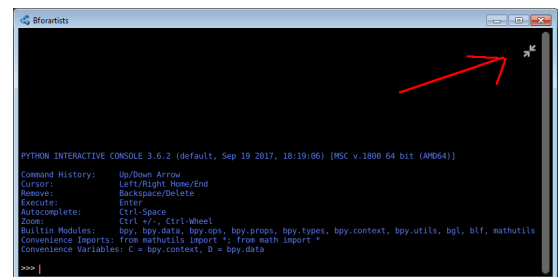 Bforartists
PYTHON INTERACTIVE CONSOLE 3.6.2 (default, Sep 19 2017, 18:19:06) [MSC v.1800 64 bit (AMD64)]
Command History: Up/Down Arrow
Cursor: Left/Right Home/End
Remove: Backspace/Delete
Execute: Enter
Autocomplete: Ctrl-Space
Zoom: Ctrl +/-, Ctrl-Wheel
Builtin Modules: bpy, bpy.data, bpy.ops, bpy.props, bpy.types, bpy.context, bpy.utils, bgl, blf, mathutils
Convenience Imports: from mathutils import *; from math import *
Convenience Variables: C = bpy.context, D = bpy.data
>>>